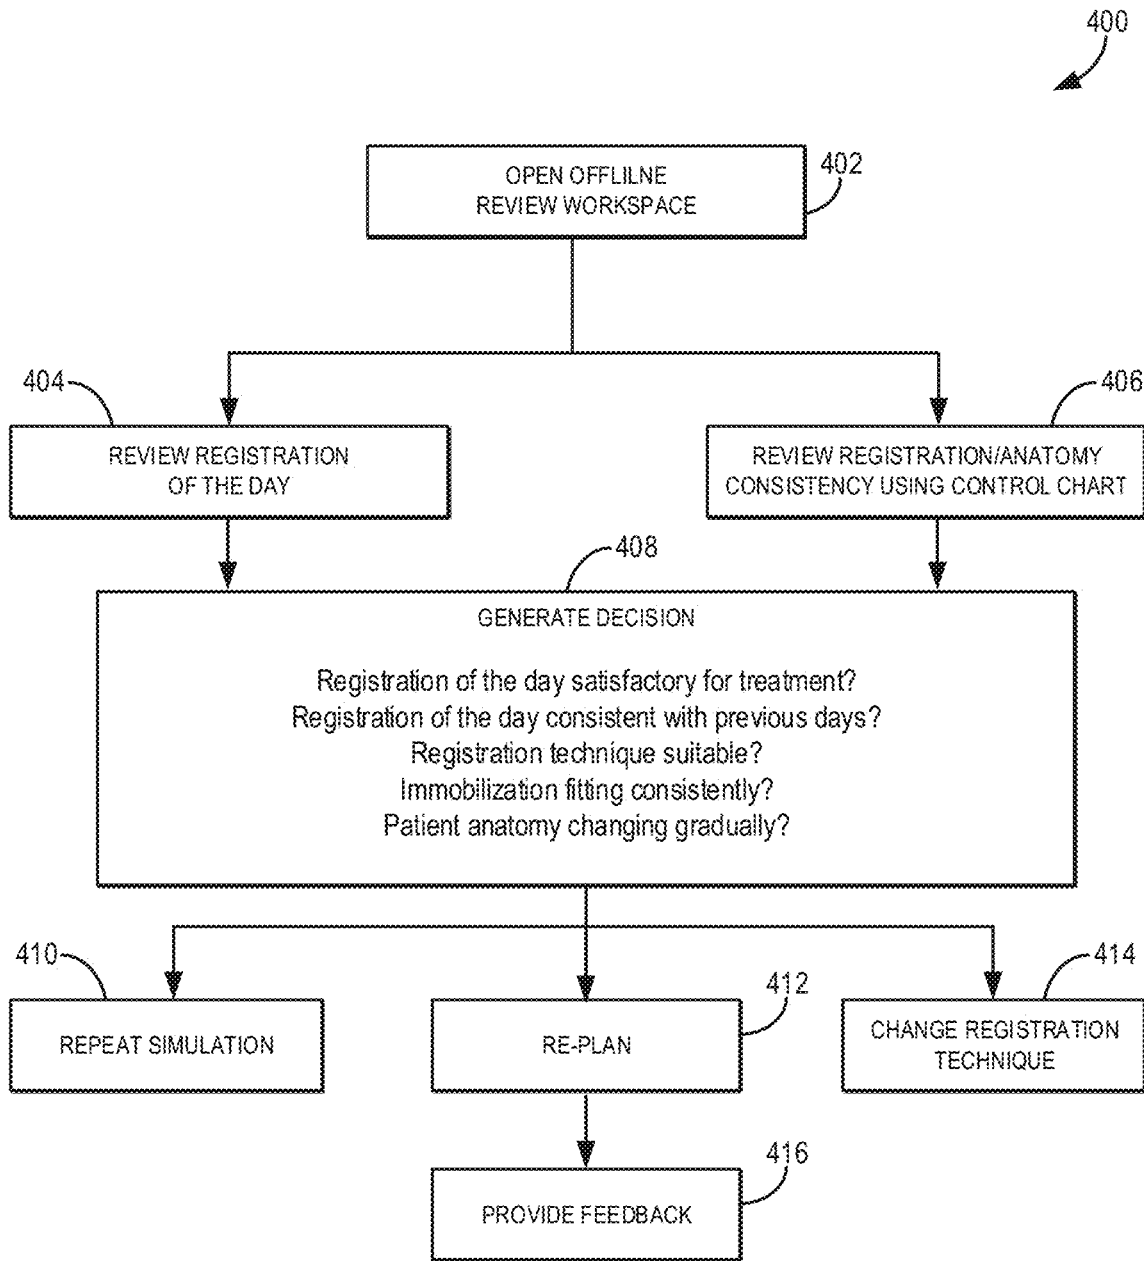 400
OPEN OFFLILNE
REVIEW WORKSPACE
402
404
406
REVIEW REGISTRATION
OF THE DAY
REVIEW REGISTRATION/ANATOMY
CONSISTENCY USING CONTROL CHART
408
GENERATE DECISION
Registration of the day satisfactory for treatment?
Registration of the day consistent with previous days?
Registration technique suitable?
Immobilization fitting consistently?
Patient anatomy changing gradually?
410
412
414
REPEAT SIMULATION
RE-PLAN
CHANGE REGISTRATION
TECHNIQUE
416
PROVIDE FEEDBACK